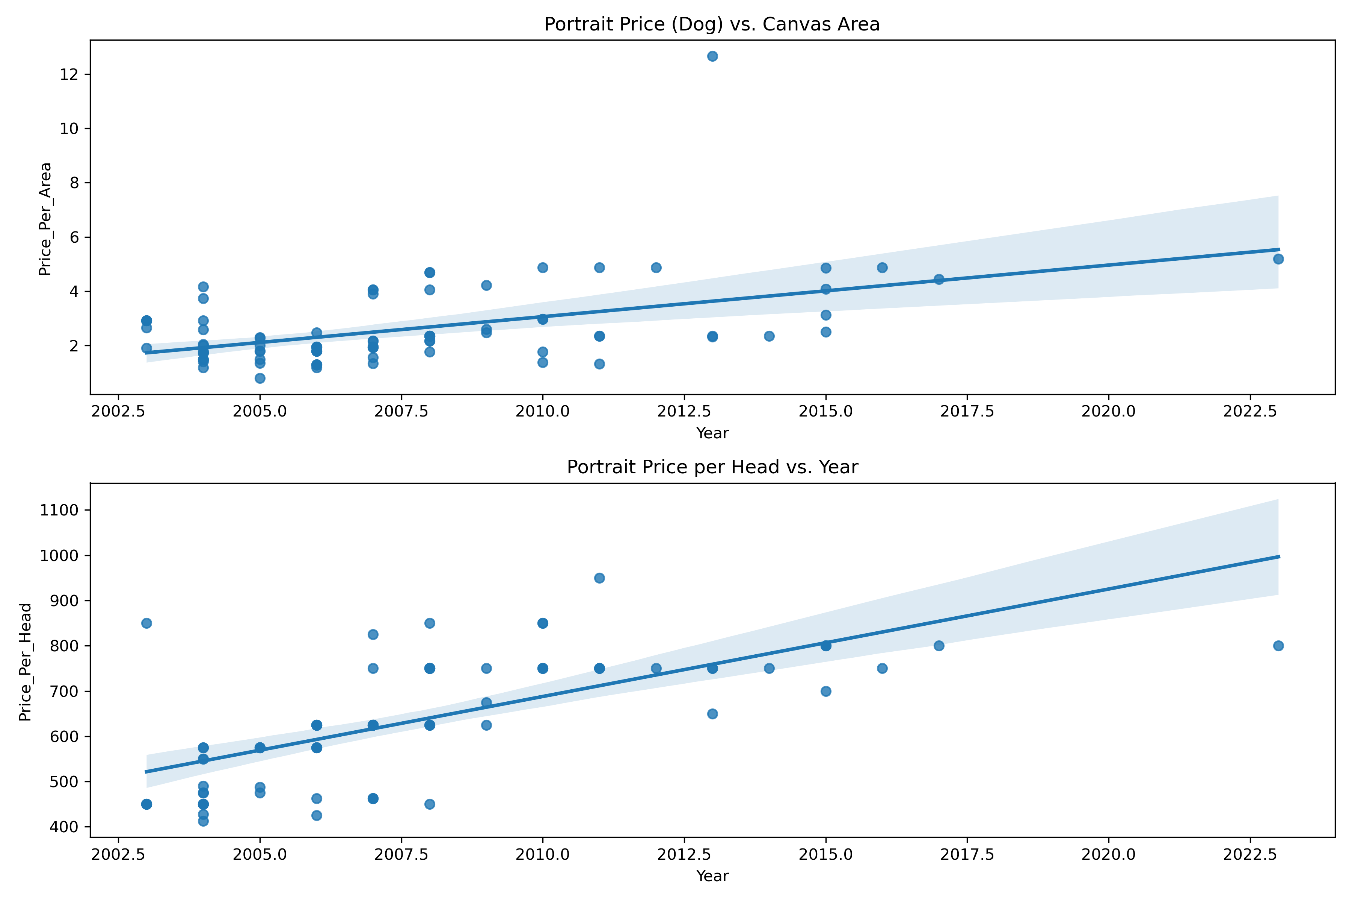 Portrait Price (Dog) vs. Canvas Area
Price_Per_Area
12
10
8
6
4
2
2002.5 2005.0 2007.5 2010.0 2012.5 2015.0 2017.5 2020.0 2022.5
Year
Portrait Price per Head vs. Year
Price_Per_Head
1100
1000
900
800
700
600
500
400
2002.5 2005.0 2007.5 2010.0 2012.5 2015.0 2017.5 2020.0 2022.5
Year